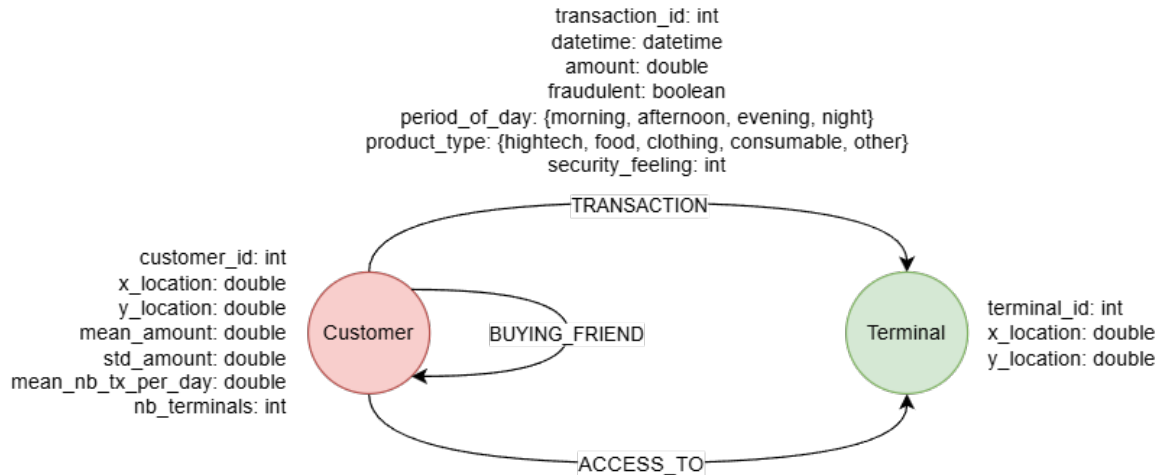 transaction_id: int
datetime: datetime
amount: double
fraudulent: boolean
period_of_day: {morning, afternoon, evening, night}
product_type: {hightech, food, clothing, consumable, other}
security_feeling: int
TRANSACTION
customer_id: int
x_location: double
y_location: double
mean_amount: double
std_amount: double
mean_nb_tx_per_day: double
nb_terminals: int
Customer
BUYING_FRIEND
Terminal
terminal_id: int
x_location: double
y_location: double
ACCESS_TO